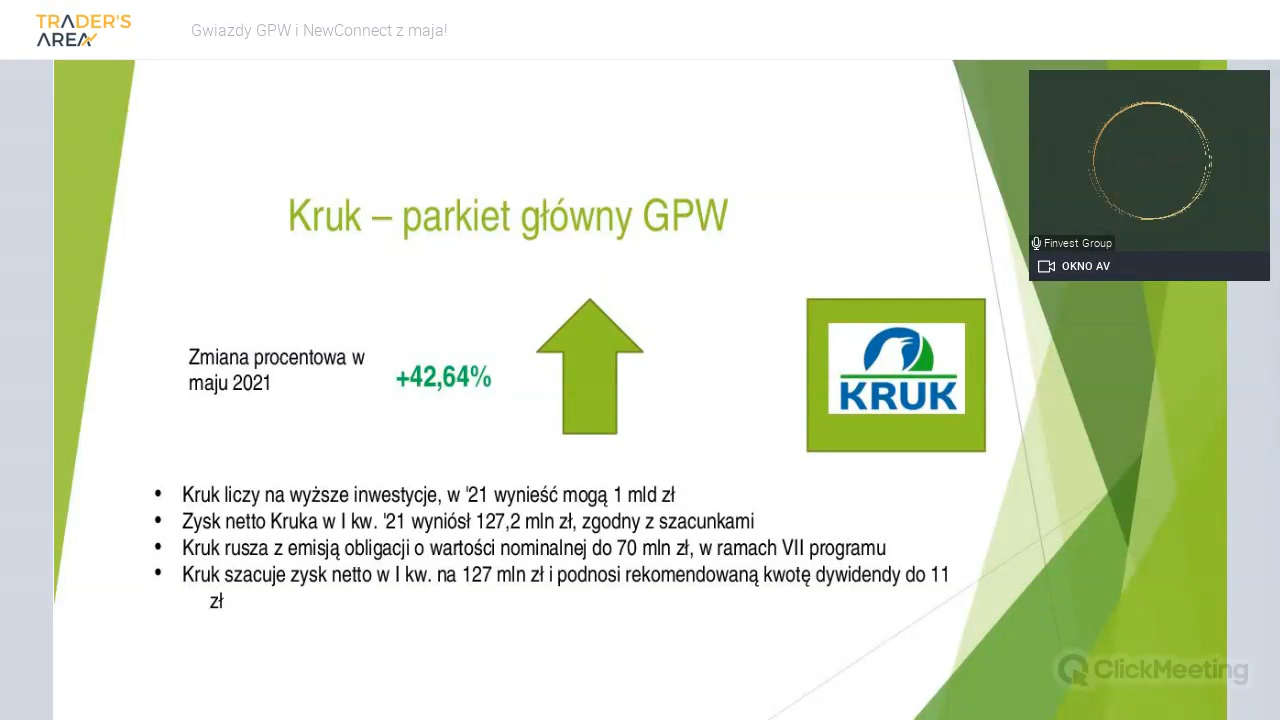 TRADER'S
AREA
Gwiazdy GPW i NewConnect z maja!
Finvest Group
OKNO AV
Kruk – parkiet główny GPW
Zmiana procentowa w
maju 2021
+42,64%
KRUK
• Kruk liczy na wyższe inwestycje, w '21 wynieść mogą 1 mld zł
• Zysk netto Kruka w I kw. '21 wyniósł 127,2 mln zł, zgodny z szacunkami
• Kruk rusza z emisją obligacji o wartości nominalnej do 70 mln zł, w ramach VII programu
• Kruk szacuje zysk netto w I kw. na 127 mln zł i podnosi rekomendowaną kwotę dywidendy do 11
zł
ClickMeeting